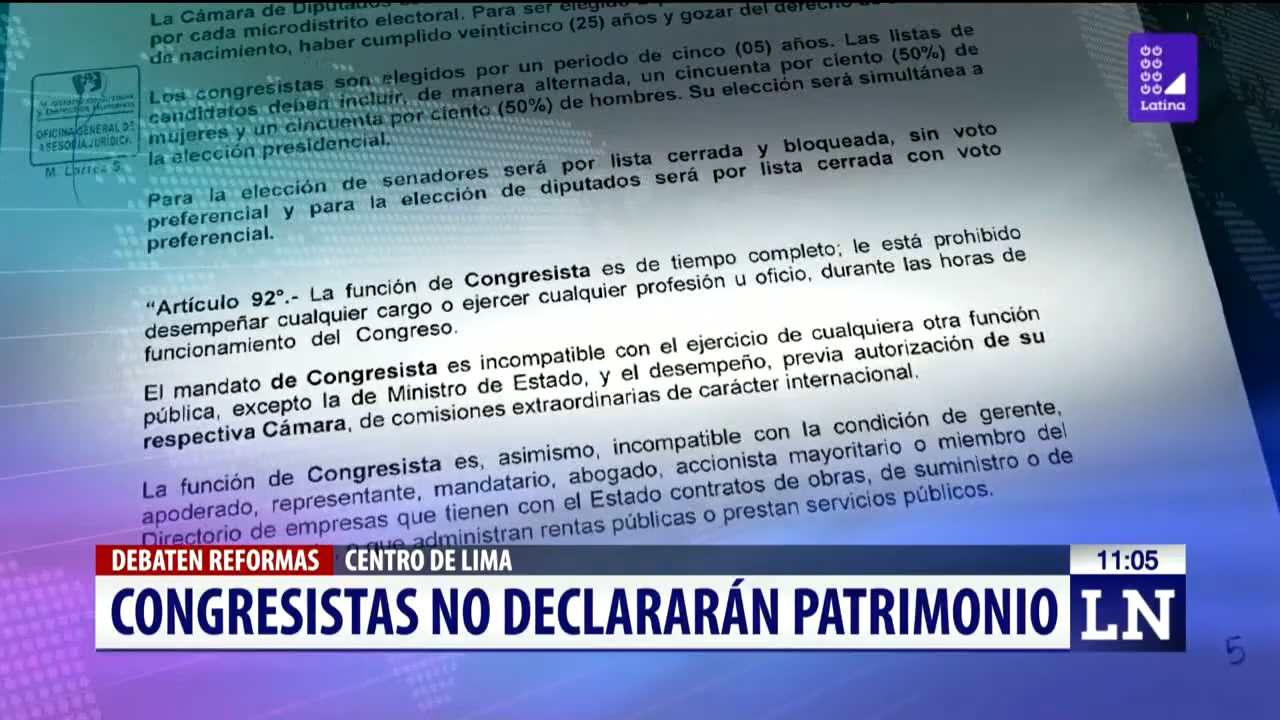 La Cámara de Diputados
por cada microdistrito electoral. Para ser elegido
de nacimiento, haber cumplido veinticinco (25) años y gozar del derecho de
Los congresistas son elegidos por un periodo de cinco (05) años. Las listas de
candidatos deben incluir, de manera alternada, un cincuenta por ciento (50%) de
mujeres y un cincuenta por ciento (50%) de hombres. Su elección será simultánea a
la elección presidencial.
Para la elección de senadores será por lista cerrada y bloqueada, sin voto
preferencial y para la elección de diputados será por lista cerrada con voto
preferencial.
“Artículo 92°.- La función de Congresista es de tiempo completo; le está prohibido
desempeñar cualquier cargo o ejercer cualquier profesión u oficio, durante las horas de
funcionamiento del Congreso.
El mandato de Congresista es incompatible con el ejercicio de cualquiera otra función
pública, excepto la de Ministro de Estado, y el desempeño, previa autorización de su
respectiva Cámara, de comisiones extraordinarias de carácter internacional.
La función de Congresista es, asimismo, incompatible con la condición de gerente,
apoderado, representante, mandatario, abogado, accionista mayoritario o miembro del
Directorio de empresas que tienen con el Estado contratos de obras, de suministro o de
que administran rentas públicas o prestan servicios públicos.
y Derechos Humanos
OFICINA GENERAL DE
ASESORÍA JURÍDICA
Latina
DEBATEN REFORMAS CENTRO DE LIMA
11:05
CONGRESISTAS NO DECLARARÁN PATRIMONIO
LN
5